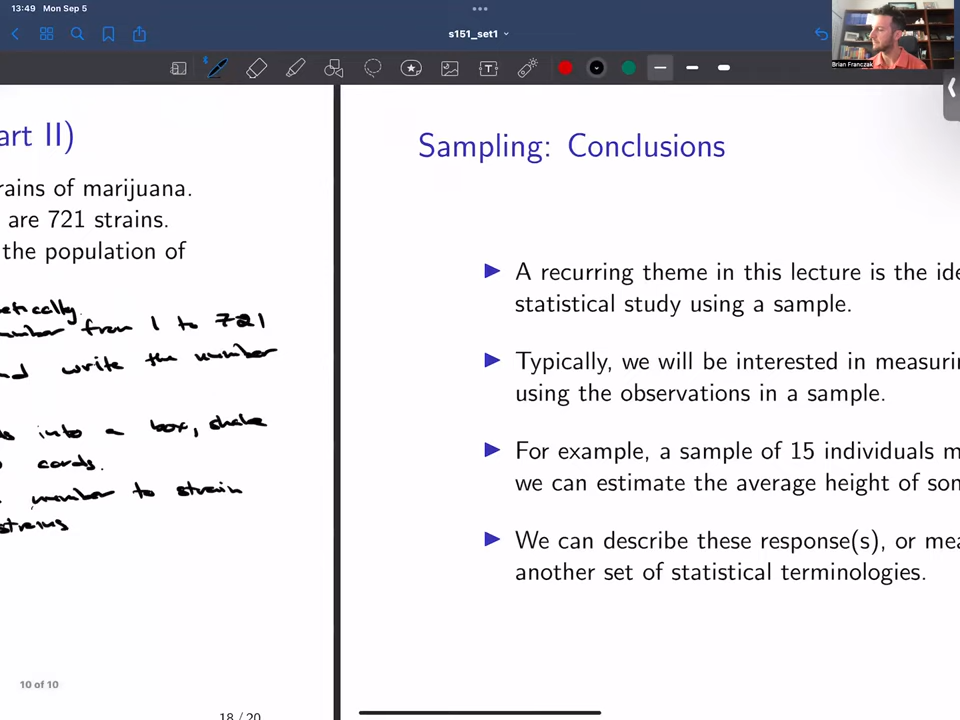 13:49 Mon Sep 5
s151_set1
Brian Franczak
art II)
rains of marijuana.
are 721 strains.
the population of
etically.
number from 1 to 721
nd write the number
s into a box, shake
cards.
number to strain
strains
10 of 10
18 / 20
Sampling: Conclusions
A recurring theme in this lecture is the ide
statistical study using a sample.
Typically, we will be interested in measurin
using the observations in a sample.
For example, a sample of 15 individuals m
we can estimate the average height of som
We can describe these response(s), or mea
another set of statistical terminologies.